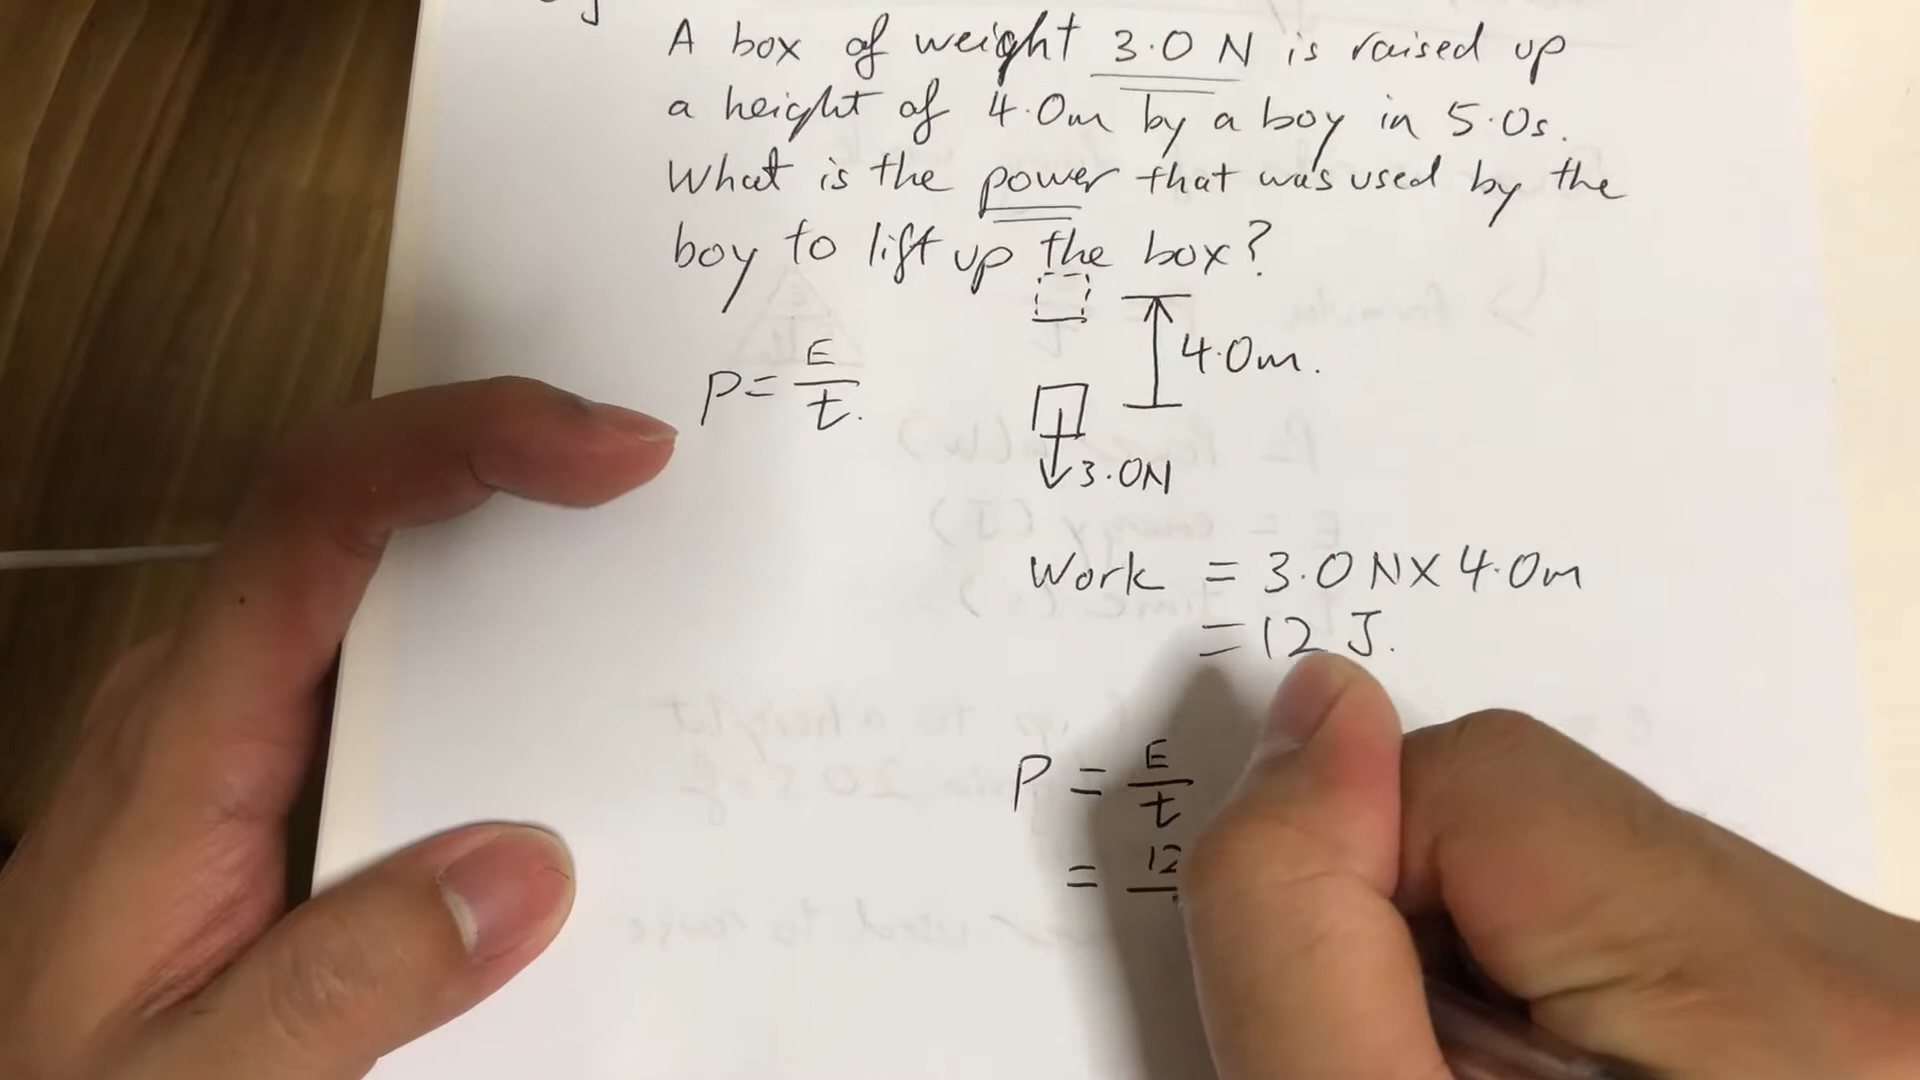 A box of weight 3.0 N is raised up
a height of 4.0m by a boy in 5.0s.
What is the power that was used by the
boy to lift up the box?
4.0m.
P = E/t.
3.0N
Work = 3.0 N X 4.0m
= 12 J.
P = E/t
= 12